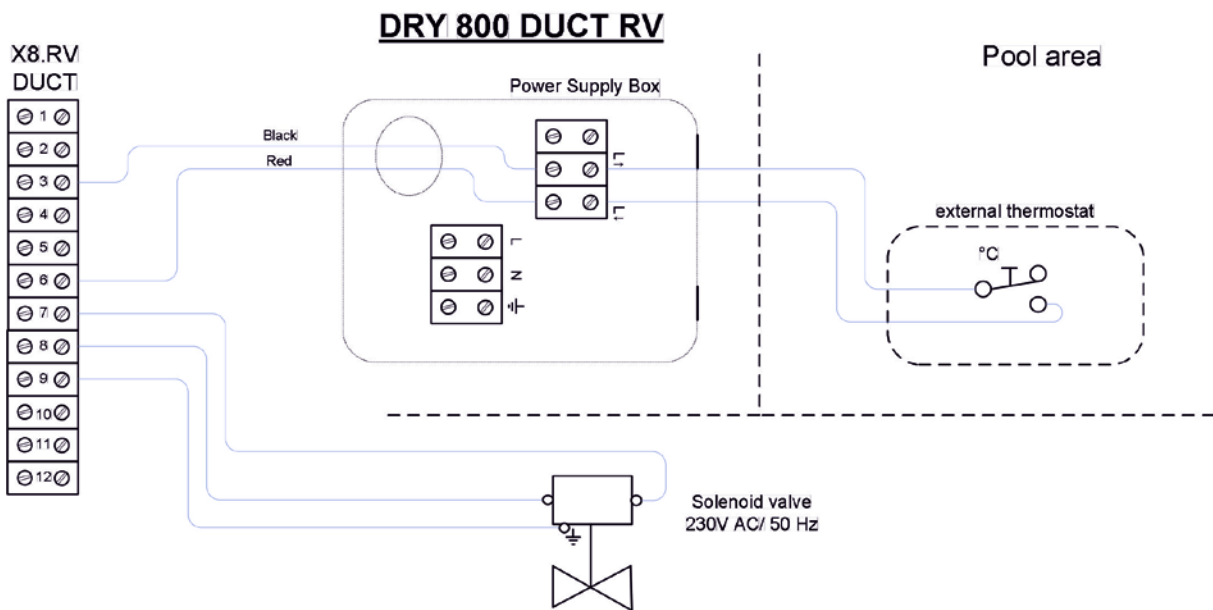 DRY 800 DUCT RV
X8.RV
DUCT
1
2
3
4
5
6
7
8
9
10
11
12
Black
Red
Power Supply Box
L↑
L↓
L
N
Pool area
external thermostat
°C
Solenoid valve
230V AC/ 50 Hz